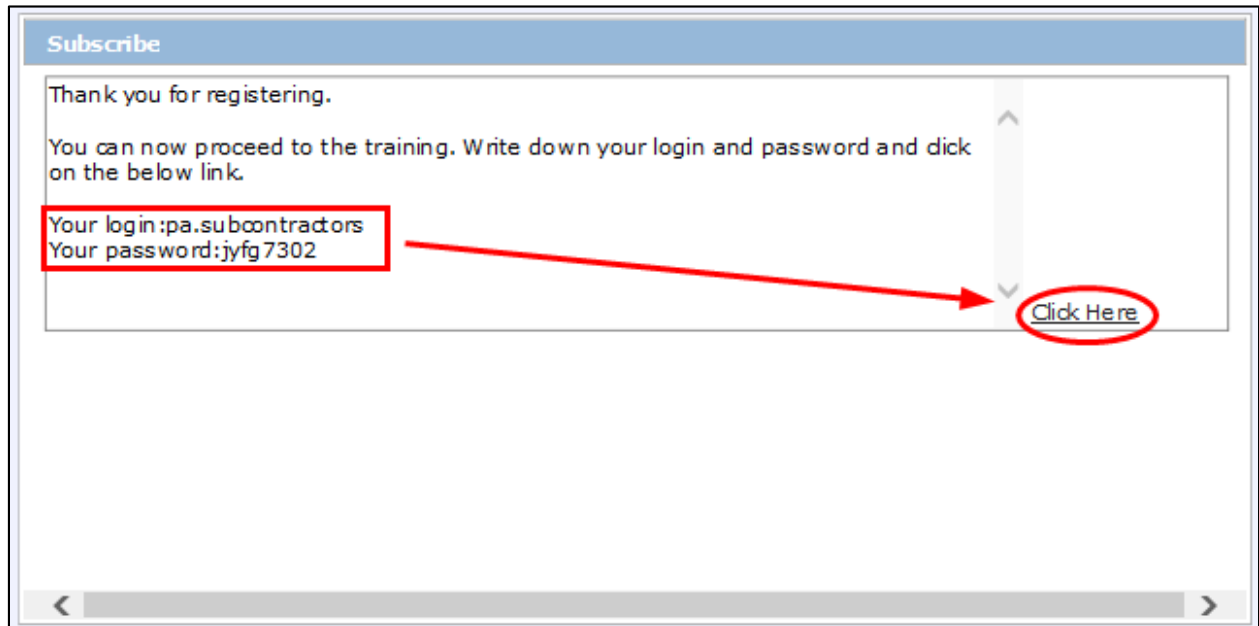 Subscribe
Thank you for registering.
You can now proceed to the training. Write down your login and password and click
on the below link.
Your login:pa.subcontractors
Your password:jyfg7302
Click Here